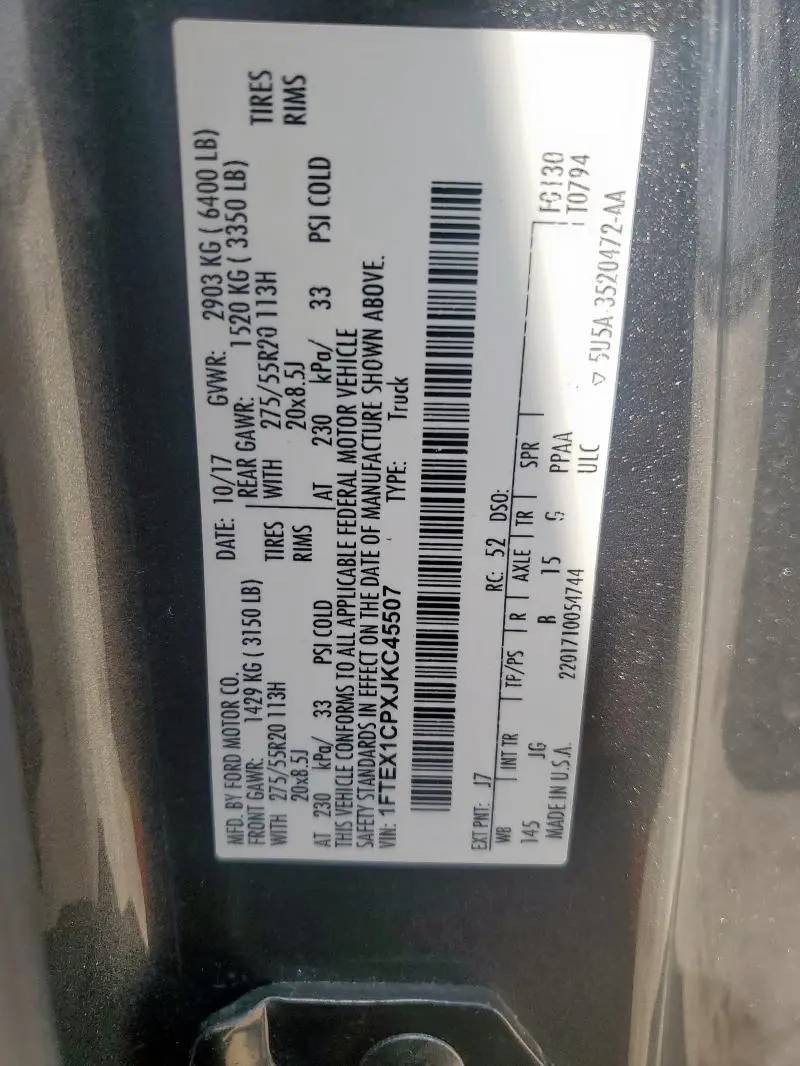 MFD. BY FORD MOTOR CO.
DATE: 10/17 GVWR: 2903 KG ( 6400 LB)
FRONT GAWR: 1429 KG ( 3150 LB) REAR GAWR: 1520 KG ( 3350 LB)
WITH 275/55R20 113H TIRES WITH 275/55R20 113H TIRES
20x8.5J RIMS 20x8.5J RIMS
AT 230 kPa/ 33 PSI COLD AT 230 kPa/ 33 PSI COLD
THIS VEHICLE CONFORMS TO ALL APPLICABLE FEDERAL MOTOR VEHICLE
SAFETY STANDARDS IN EFFECT ON THE DATE OF MANUFACTURE SHOWN ABOVE.
VIN: 1FTEX1CPXJKC45507 TYPE: Truck
EXT PNT: J7 RC: 52 DSO:
WB INT TR TP/PS R AXLE TR SPR
145 JG B 15 G PPAA
F0130
T0794
MADE IN U.S.A. 2201710054744 ULC
▽ 5U5A-3520472-AA